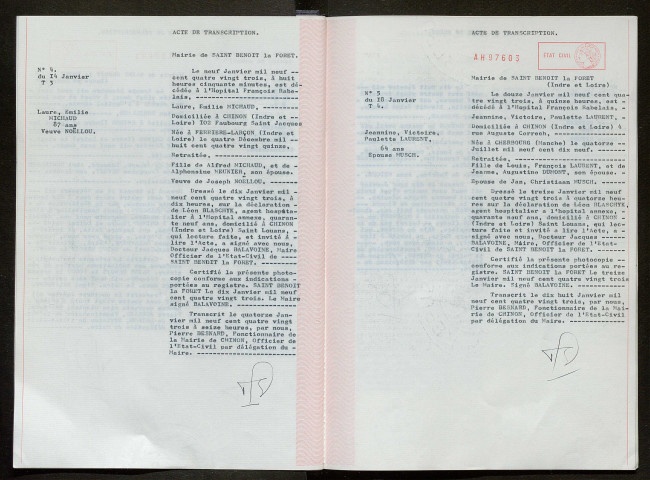 ACTE DE TRANSCRIPTION.
Mairie de SAINT BENOIT la FORET.
N° 4.
du 14 Janvier
T 3
Laure, Emilie
MICHAUD
87 ans
Veuve NOËLLOU.
Le neuf Janvier mil neuf --
cent quatre vingt trois, à huit
heures cinquante minutes, est dé-
cédée à l'Hopital François Rabe-
lais, ---
Laure, Emilie MICHAUD, ---
Domiciliée à CHINON (Indre et -
Loire) 102 Faubourg Saint Jacques
Née à FERRIERE-LARÇON (Indre et
Loire) le quatre Décembre mil --
huit cent quatre vingt quinze.
Retraitée, ---
Fille de Alfred MICHAUD, et de -
Alphonsine MEUNIER, son épouse.
Veuve de Joseph NOËLLOU. ---
Dressé le dix Janvier mil -
neuf cent quatre vingt trois, à
dix heures, sur la déclaration -
de Léon BLANCHYE, agent hospita-
lier à l'Hopital annexe, quaran-
te neuf ans, domicilié à CHINON
(Indre et Loire) Saint Louans, -
qui lecture faite, et invité à -
lire l'Acte, a signé avec nous,
Docteur Jacques BALAVOINE, Maire
Officier de l'Etat-Civil de ----
SAINT BENOIT la FORET. ---
Certifié la présente photo-
copie conforme aux indications -
portées au registre. SAINT BENOIT
la FORET Le dix Janvier mil neuf
cent quatre vingt trois. Le Maire
Signé BALAVOINE. ---
Transcrit le quatorze Jan-
vier mil neuf cent quatre vingt
trois à seize heures, par nous,
Pierre BESNARD, Fonctionnaire de
la Mairie de CHINON, Officier de
l'Etat-Civil par délégation du -
Maire. ---
ACTE DE TRANSCRIPTION.
AH07603
ETAT CIVIL
Mairie de SAINT BENOIT la FORET
(Indre et Loire)
N° 5
du 18 Janvier
T 4.
Jeannine, Victoire,
Paulette LAURENT,
64 ans
Epouse MUSCH.
Le douze Janvier mil neuf cent qua-
tre vingt trois, à quinze heures, est -
décédée à l'Hopital François Rabelais, -
Jeannine, Victoire, Paulette LAURENT, -
Domiciliée à CHINON (Indre et Loire) 4
rue Auguste Correch,
Née à CHERBOURG (Manche) le quatorze --
Juillet mil neuf cent dix neuf. ---
Retraitée, ---
Fille de Louis, François LAURENT, et de
Jeanne, Augustine DUMONT, son épouse. -
Epouse de Jan, Christiaan MUSCH. ---
Dressé le treize Janvier mil neuf -
cent quatre vingt trois à quatorze heu-
res sur la déclaration de Léon BLANCHYE,
agent hospitalier à l'hopital annexe, -
quarante neuf ans, domicilié à CHINON -
(Indre et Loire) Saint Louans, qui lec-
ture faite et invité à lire l'Acte, a -
signé avec nous, Docteur Jacques ---
BALAVOINE, Maire, Officier de l'Etat-
Civil de SAINT BENOIT la FORET. ---
Certifié la présente photocopie --
conforme aux indications portées au re-
gistre. SAINT BENOIT la FORET le treize
Janvier mil neuf cent quatre vingt trois
Le Maire. Signé BALAVOINE. ---
Transcrit le dix huit Janvier mil
neuf cent quatre vingt trois, par nous,
Pierre BESNARD, Fonctionnaire de la Mai-
rie de CHINON, Officier de l'Etat-Civil
par délégation du Maire. ---